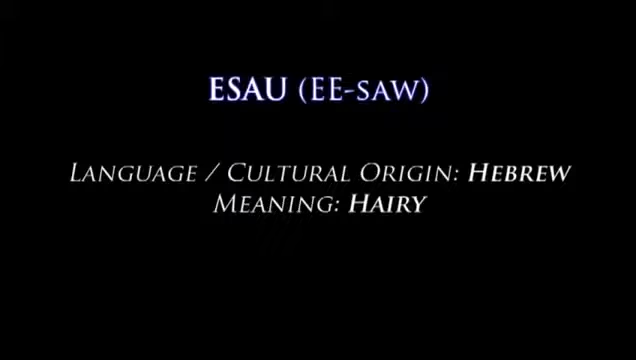 ESAU (EE-SAW)
LANGUAGE / CULTURAL ORIGIN: HEBREW
MEANING: HAIRY